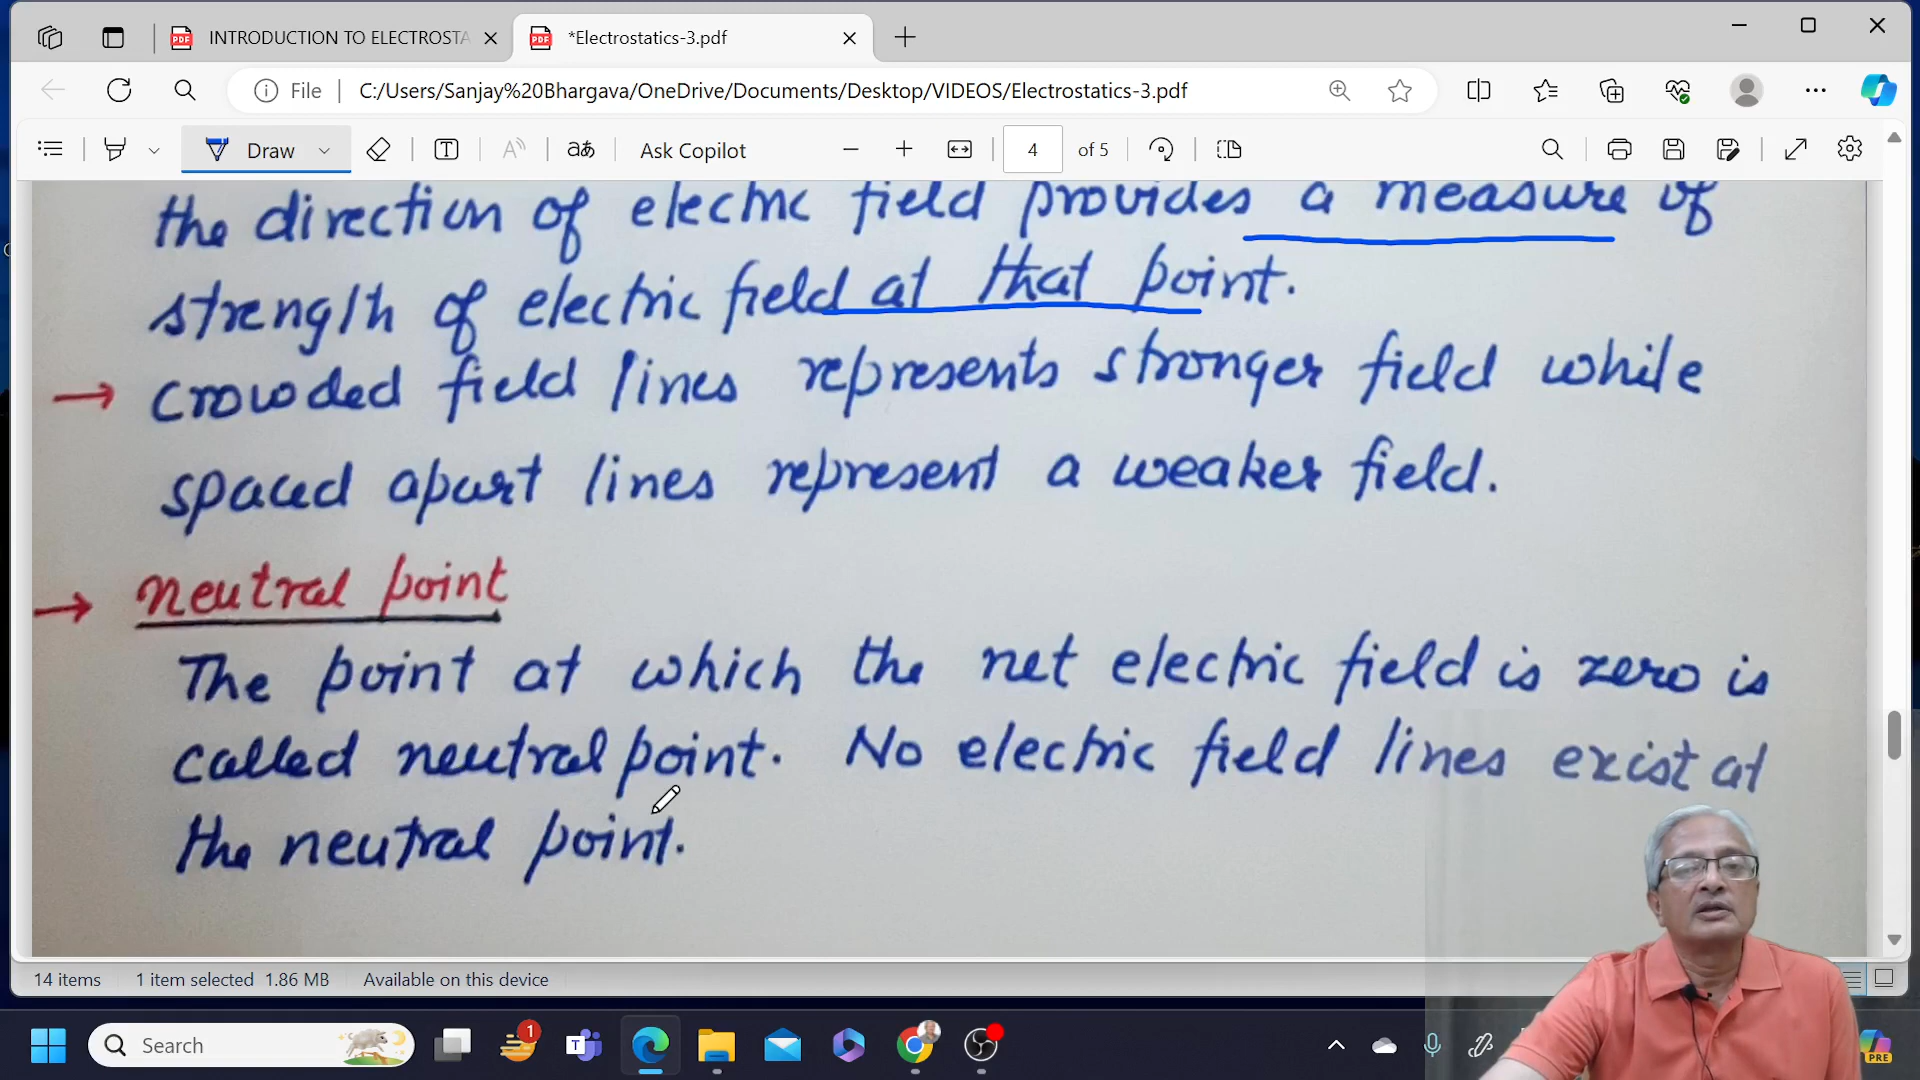 INTRODUCTION TO ELECTROSTA
*Electrostatics-3.pdf
File
C:/Users/Sanjay%20Bhargava/OneDrive/Documents/Desktop/VIDEOS/Electrostatics-3.pdf
Draw
T
aあ
Ask Copilot
4
of 5
the direction of electric field provides a measure of
strength of electric field at that point.
→ crowded field lines represents stronger field while
spaced apart lines represent a weaker field.
→ neutral point
The point at which the net electric field is zero is
called neutral point. No electric field lines exist at
the neutral point.
14 items
1 item selected 1.86 MB
Available on this device
Search
1
T
PRE